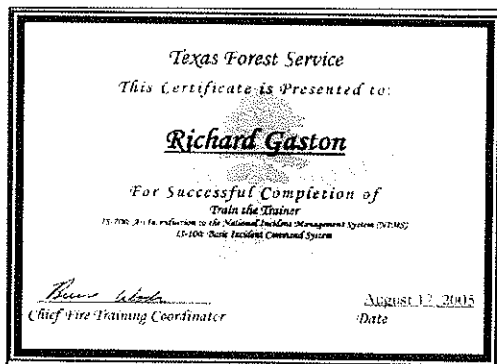 Texas Forest Service
This Certificate is Presented to:
Richard Gaston
For Successful Completion of
Train the Trainer
IS-700: An Introduction to the National Incident Management System (NIMS)
IS-100: Basic Incident Command System
August 17, 2005
Chief Fire Training Coordinator
Date